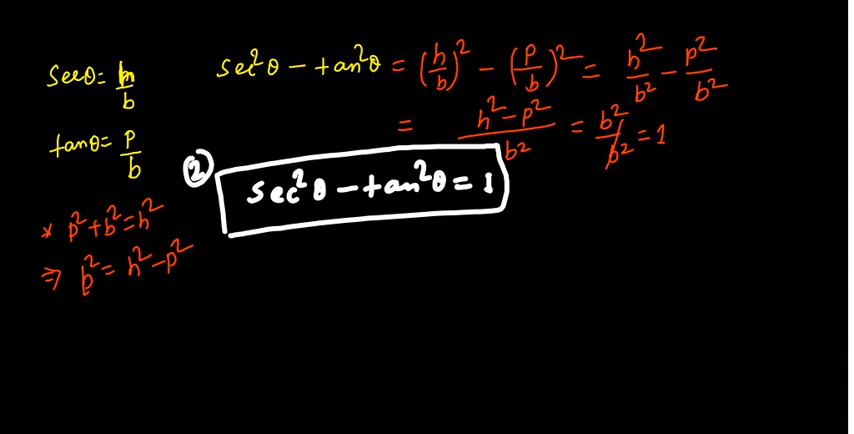 secθ = h/b
tanθ = p/b
* p² + b² = h²
⇒ b² = h² - p²
sec²θ - tan²θ = (h/b)² - (p/b)² = h²/b² - p²/b²
= (h² - p²)/b² = b²/b² = 1
② sec²θ - tan²θ = 1